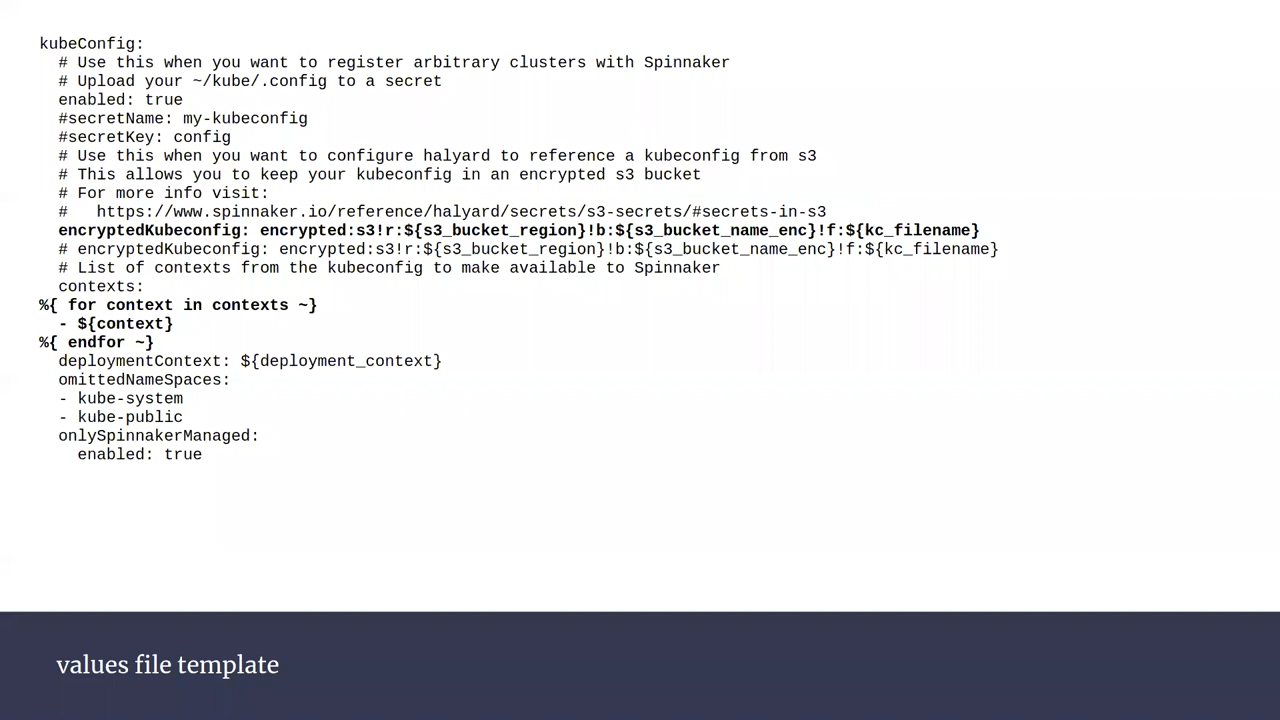 kubeConfig:
  # Use this when you want to register arbitrary clusters with Spinnaker
  # Upload your ~/kube/.config to a secret
  enabled: true
  #secretName: my-kubeconfig
  #secretKey: config
  # Use this when you want to configure halyard to reference a kubeconfig from s3
  # This allows you to keep your kubeconfig in an encrypted s3 bucket
  # For more info visit:
  #   https://www.spinnaker.io/reference/halyard/secrets/s3-secrets/#secrets-in-s3
  encryptedKubeconfig: encrypted:s3!r:${s3_bucket_region}!b:${s3_bucket_name_enc}!f:${kc_filename}
  # encryptedKubeconfig: encrypted:s3!r:${s3_bucket_region}!b:${s3_bucket_name_enc}!f:${kc_filename}
  # List of contexts from the kubeconfig to make available to Spinnaker
  contexts:
%{ for context in contexts ~}
  - ${context}
%{ endfor ~}
  deploymentContext: ${deployment_context}
  omittedNameSpaces:
  - kube-system
  - kube-public
  onlySpinnakerManaged:
    enabled: true
values file template